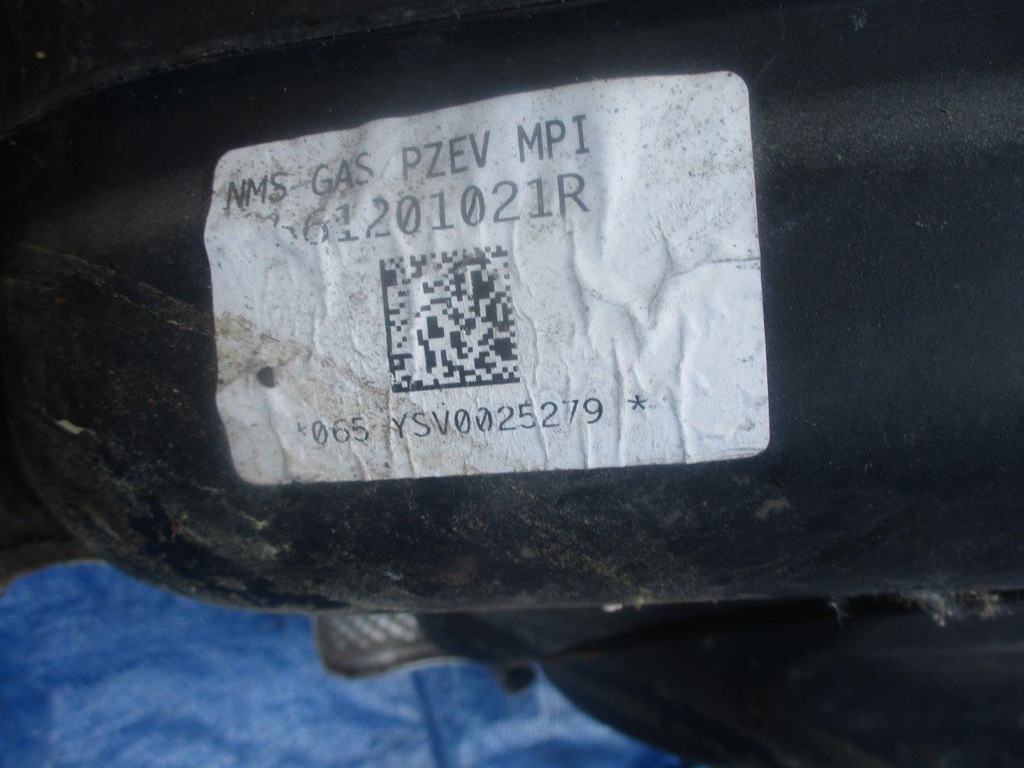 NMS-GAS PZEV MPI
561201021R
*065 YSV0025279 *